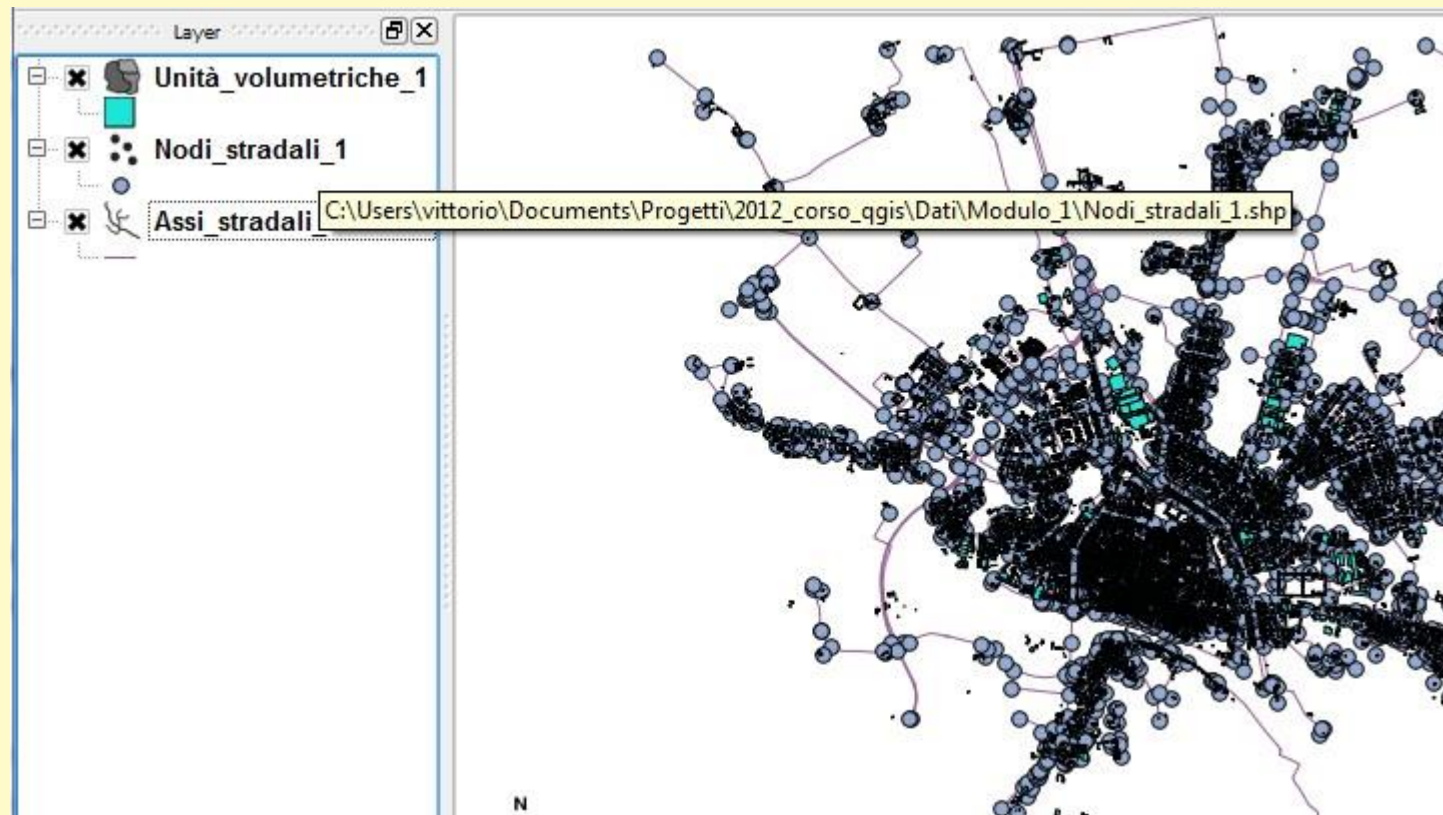 Layer
Unità_volumetriche_1
Nodi_stradali_1
C:\Users\vittorio\Documents\Progetti\2012_corso_qgis\Dati\Modulo_1\Nodi_stradali_1.shp
Assi_stradali_
N